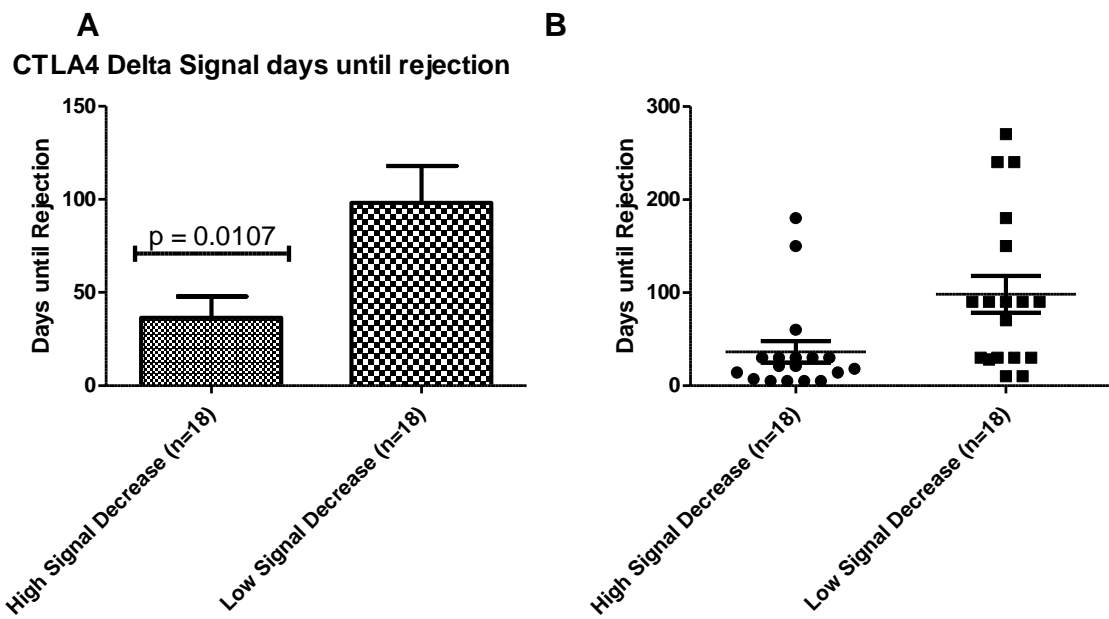 A
CTLA4 Delta Signal days until rejection
Days until Rejection
150
100
50
0
p = 0.0107
High Signal Decrease (n=18)
Low Signal Decrease (n=18)
B
Days until Rejection
300
200
100
0
High Signal Decrease (n=18)
Low Signal Decrease (n=18)